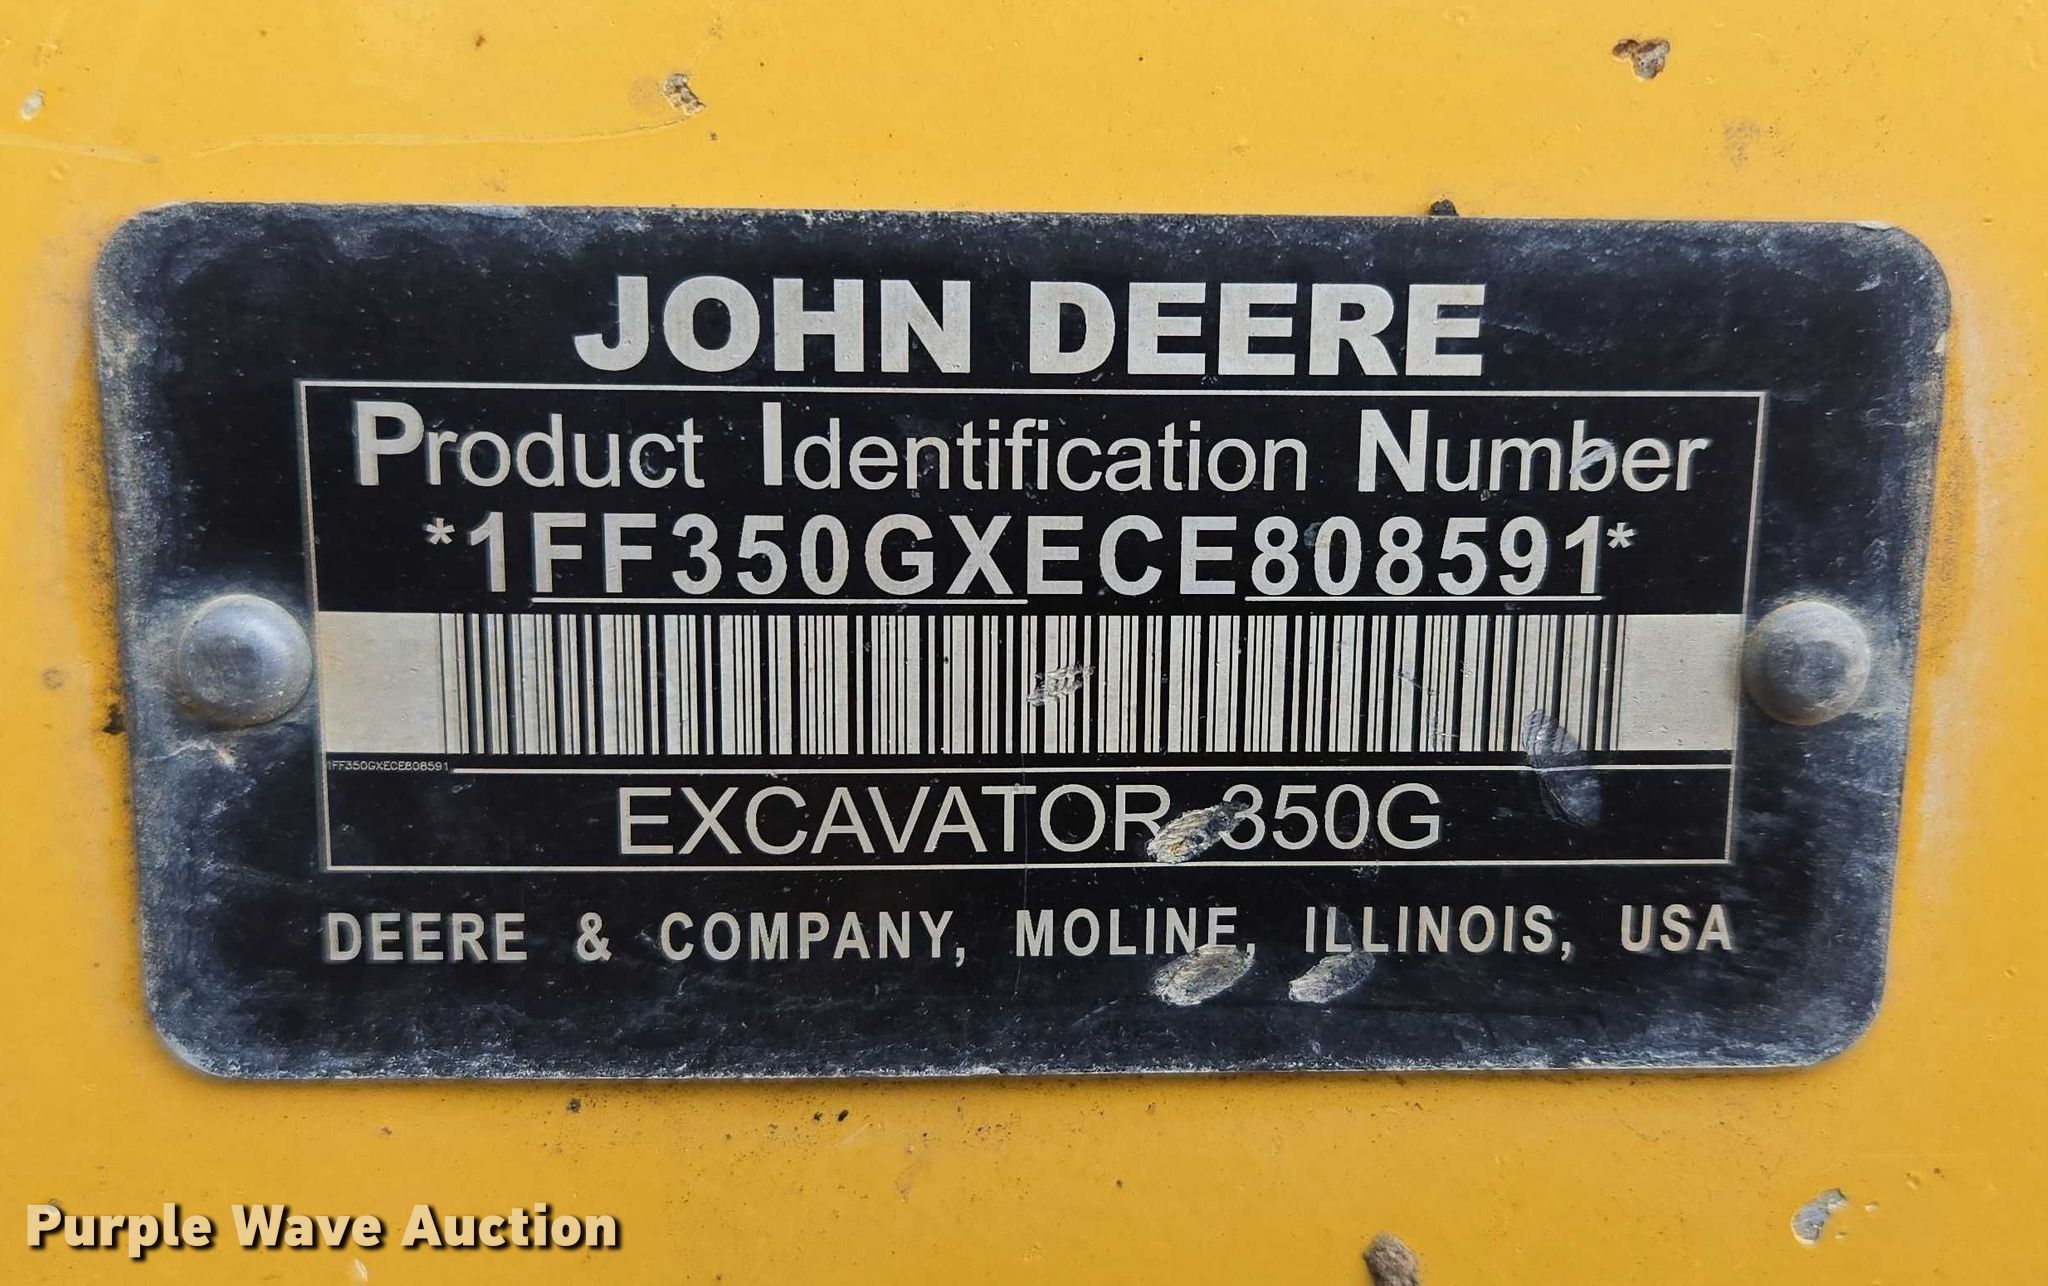 JOHN DEERE
Product Identification Number
*1FF350GXECE808591*
1FF350GXECE808591
EXCAVATOR 350G
DEERE & COMPANY, MOLINE, ILLINOIS, USA
Purple Wave Auction